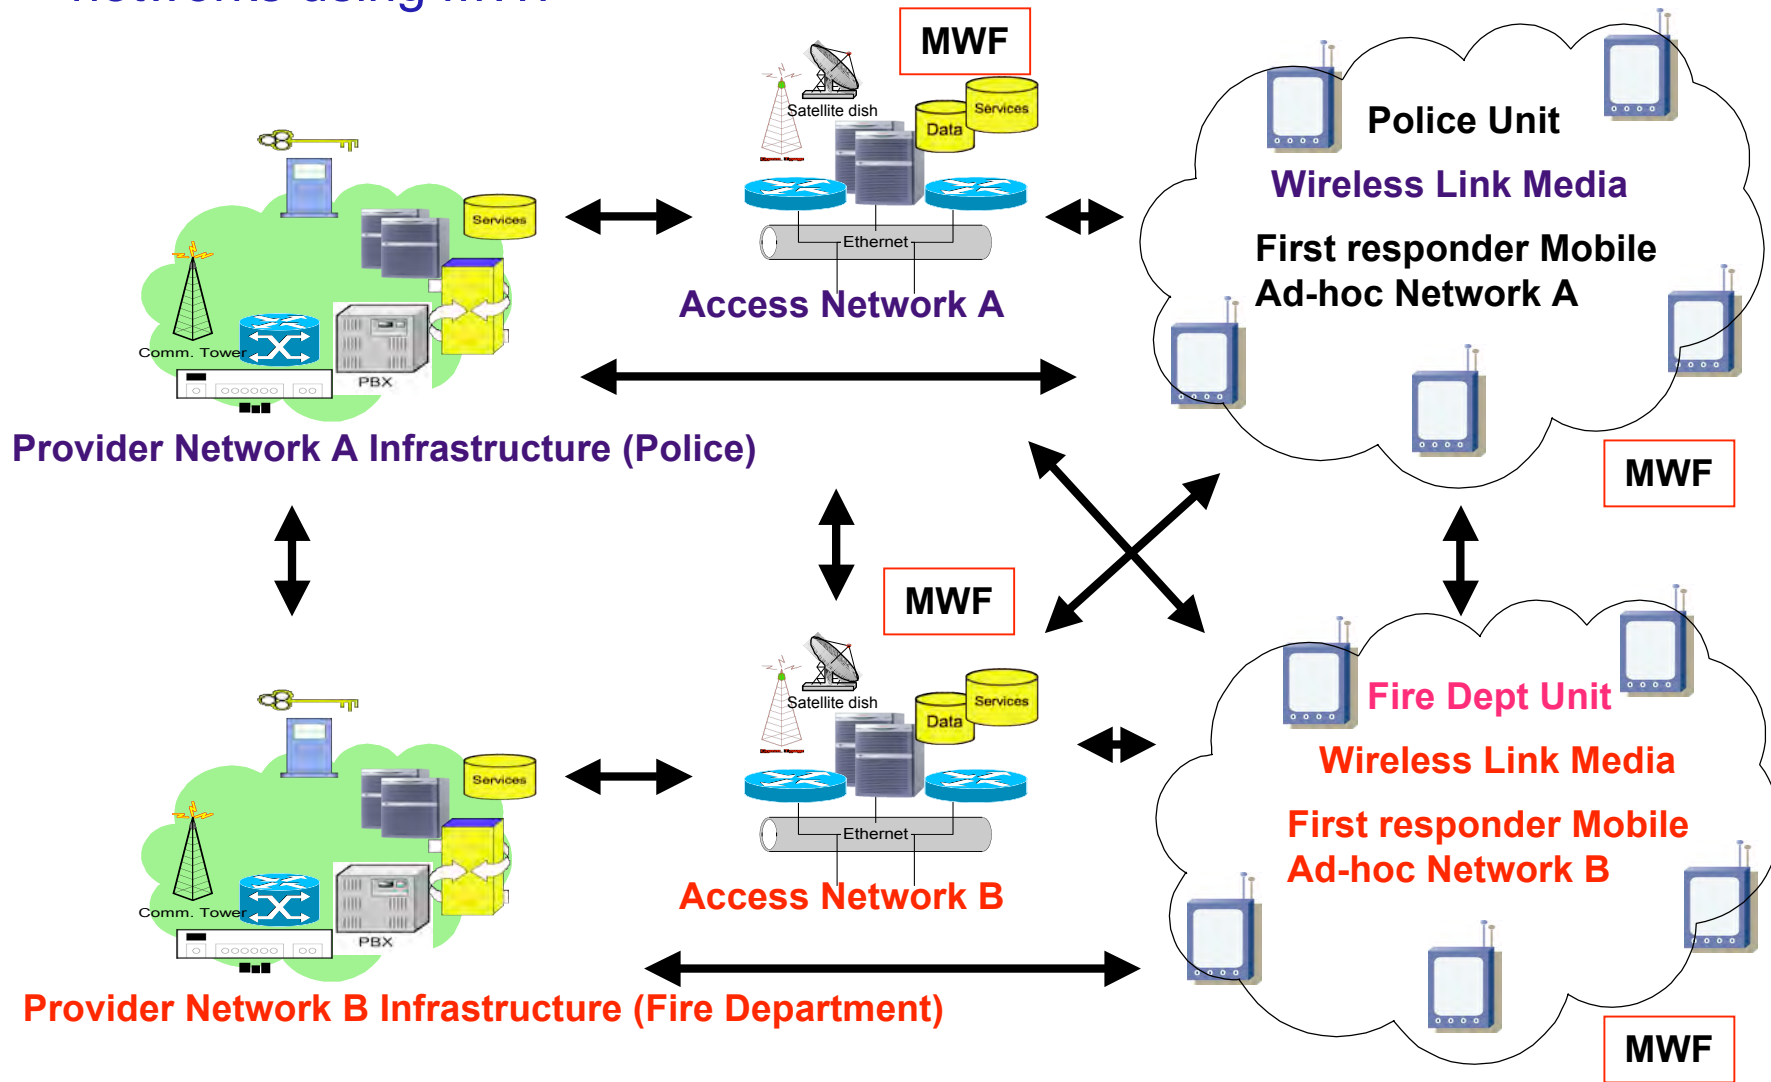 networks using MWF
MWF
Satellite dish
Services
Data
Ethernet
Access Network A
Services
Comm. Tower
PBX
Provider Network A Infrastructure (Police)
Police Unit
Wireless Link Media
First responder Mobile
Ad-hoc Network A
MWF
MWF
Satellite dish
Services
Data
Ethernet
Access Network B
Services
Comm. Tower
PBX
Provider Network B Infrastructure (Fire Department)
Fire Dept Unit
Wireless Link Media
First responder Mobile
Ad-hoc Network B
MWF